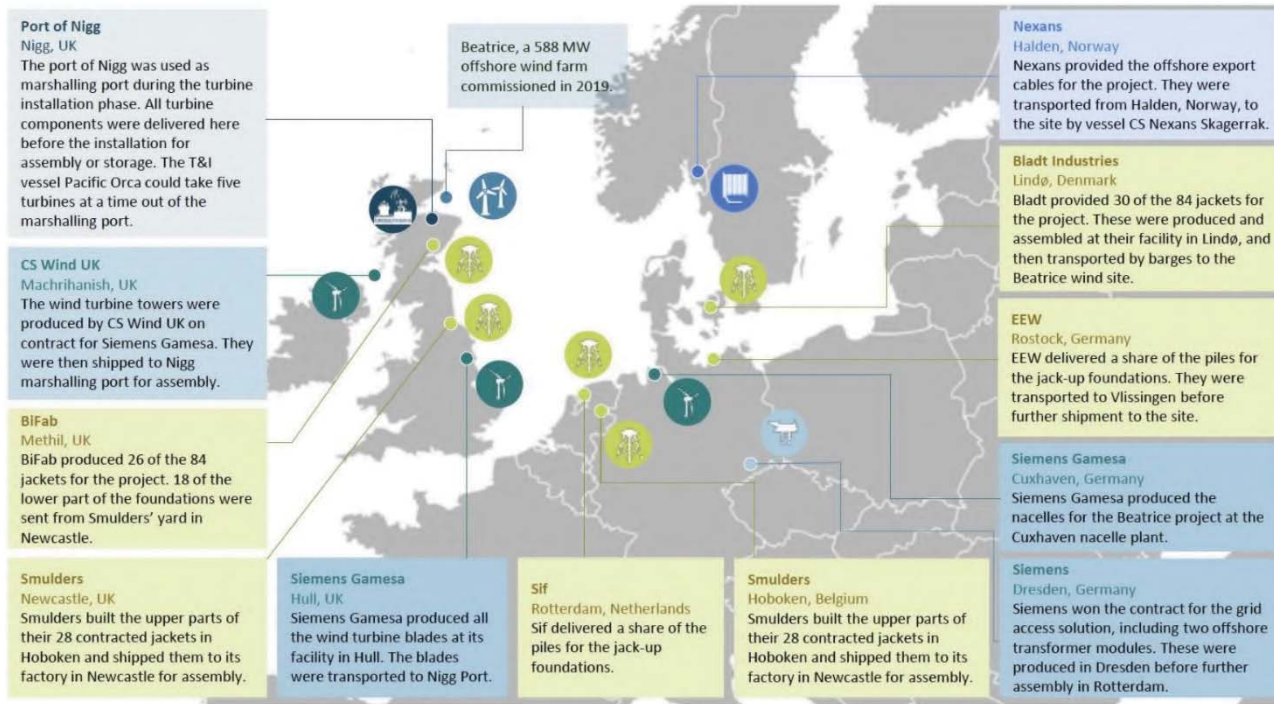 Port of Nigg
Nigg, UK
The port of Nigg was used as
marshalling port during the turbine
installation phase. All turbine
components were delivered here
before the installation for
assembly or storage. The T&I
vessel Pacific Orca could take five
turbines at a time out of the
marshalling port.
Beatrice, a 588 MW
offshore wind farm
commissioned in 2019.
Nexans
Halden, Norway
Nexans provided the offshore export
cables for the project. They were
transported from Halden, Norway, to
the site by vessel CS Nexans Skagerrak.
Bladt Industries
Lindø, Denmark
Bladt provided 30 of the 84 jackets for
the project. These were produced and
assembled at their facility in Lindø, and
then transported by barges to the
Beatrice wind site.
CS Wind UK
Machrihanish, UK
The wind turbine towers were
produced by CS Wind UK on
contract for Siemens Gamesa. They
were then shipped to Nigg
marshalling port for assembly.
EEW
Rostock, Germany
EEW delivered a share of the piles for
the jack-up foundations. They were
transported to Vlissingen before
further shipment to the site.
BiFab
Methil, UK
BiFab produced 26 of the 84
jackets for the project. 18 of the
lower part of the foundations were
sent from Smulders' yard in
Newcastle.
Siemens Gamesa
Cuxhaven, Germany
Siemens Gamesa produced the
nacelles for the Beatrice project at the
Cuxhaven nacelle plant.
Smulders
Newcastle, UK
Smulders built the upper parts of
their 28 contracted jackets in
Hoboken and shipped them to its
factory in Newcastle for assembly.
Siemens Gamesa
Hull, UK
Siemens Gamesa produced all
the wind turbine blades at its
facility in Hull. The blades
were transported to Nigg Port.
Sif
Rotterdam, Netherlands
Sif delivered a share of the
piles for the jack-up
foundations.
Smulders
Hoboken, Belgium
Smulders built the upper parts of
their 28 contracted jackets in
Hoboken and shipped them to its
factory in Newcastle for assembly.
Siemens
Dresden, Germany
Siemens won the contract for the grid
access solution, including two offshore
transformer modules. These were
produced in Dresden before further
assembly in Rotterdam.